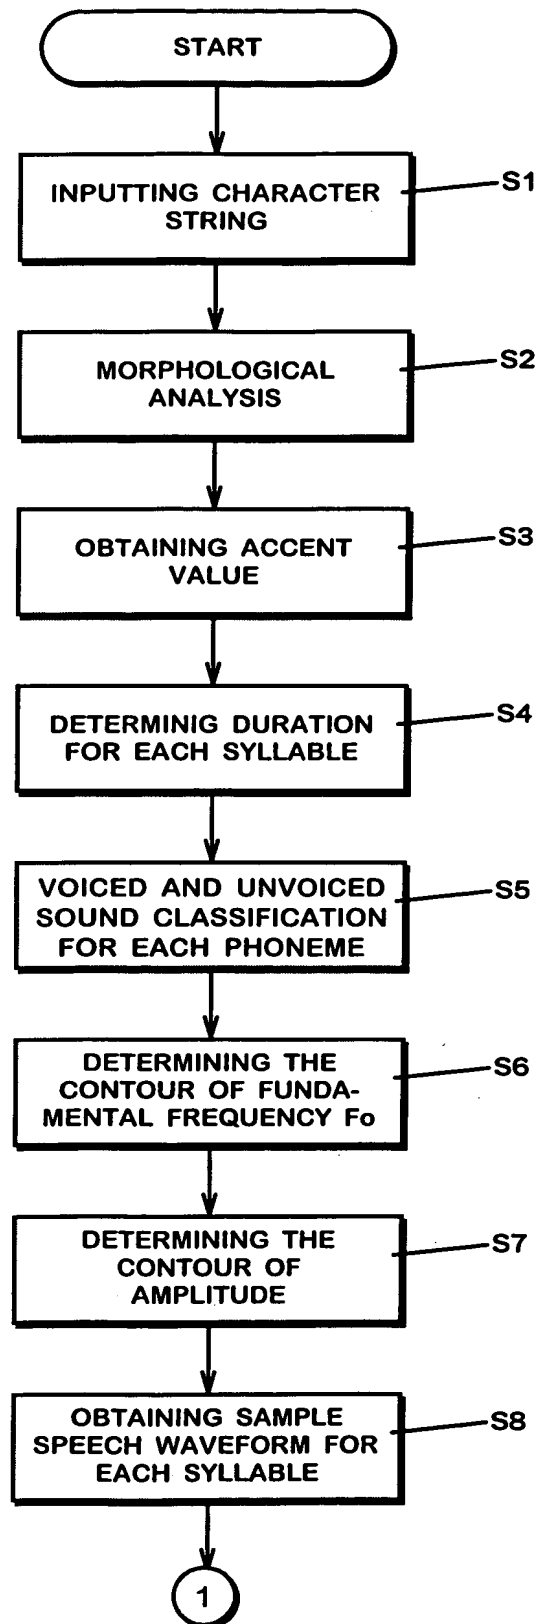 START
INPUTTING CHARACTER
STRING
S1
MORPHOLOGICAL
ANALYSIS
S2
OBTAINING ACCENT
VALUE
S3
DETERMINIG DURATION
FOR EACH SYLLABLE
S4
VOICED AND UNVOICED
SOUND CLASSIFICATION
FOR EACH PHONEME
S5
DETERMINING THE
CONTOUR OF FUNDA-
MENTAL FREQUENCY Fo
S6
DETERMINING THE
CONTOUR OF
AMPLITUDE
S7
OBTAINING SAMPLE
SPEECH WAVEFORM FOR
EACH SYLLABLE
S8
1